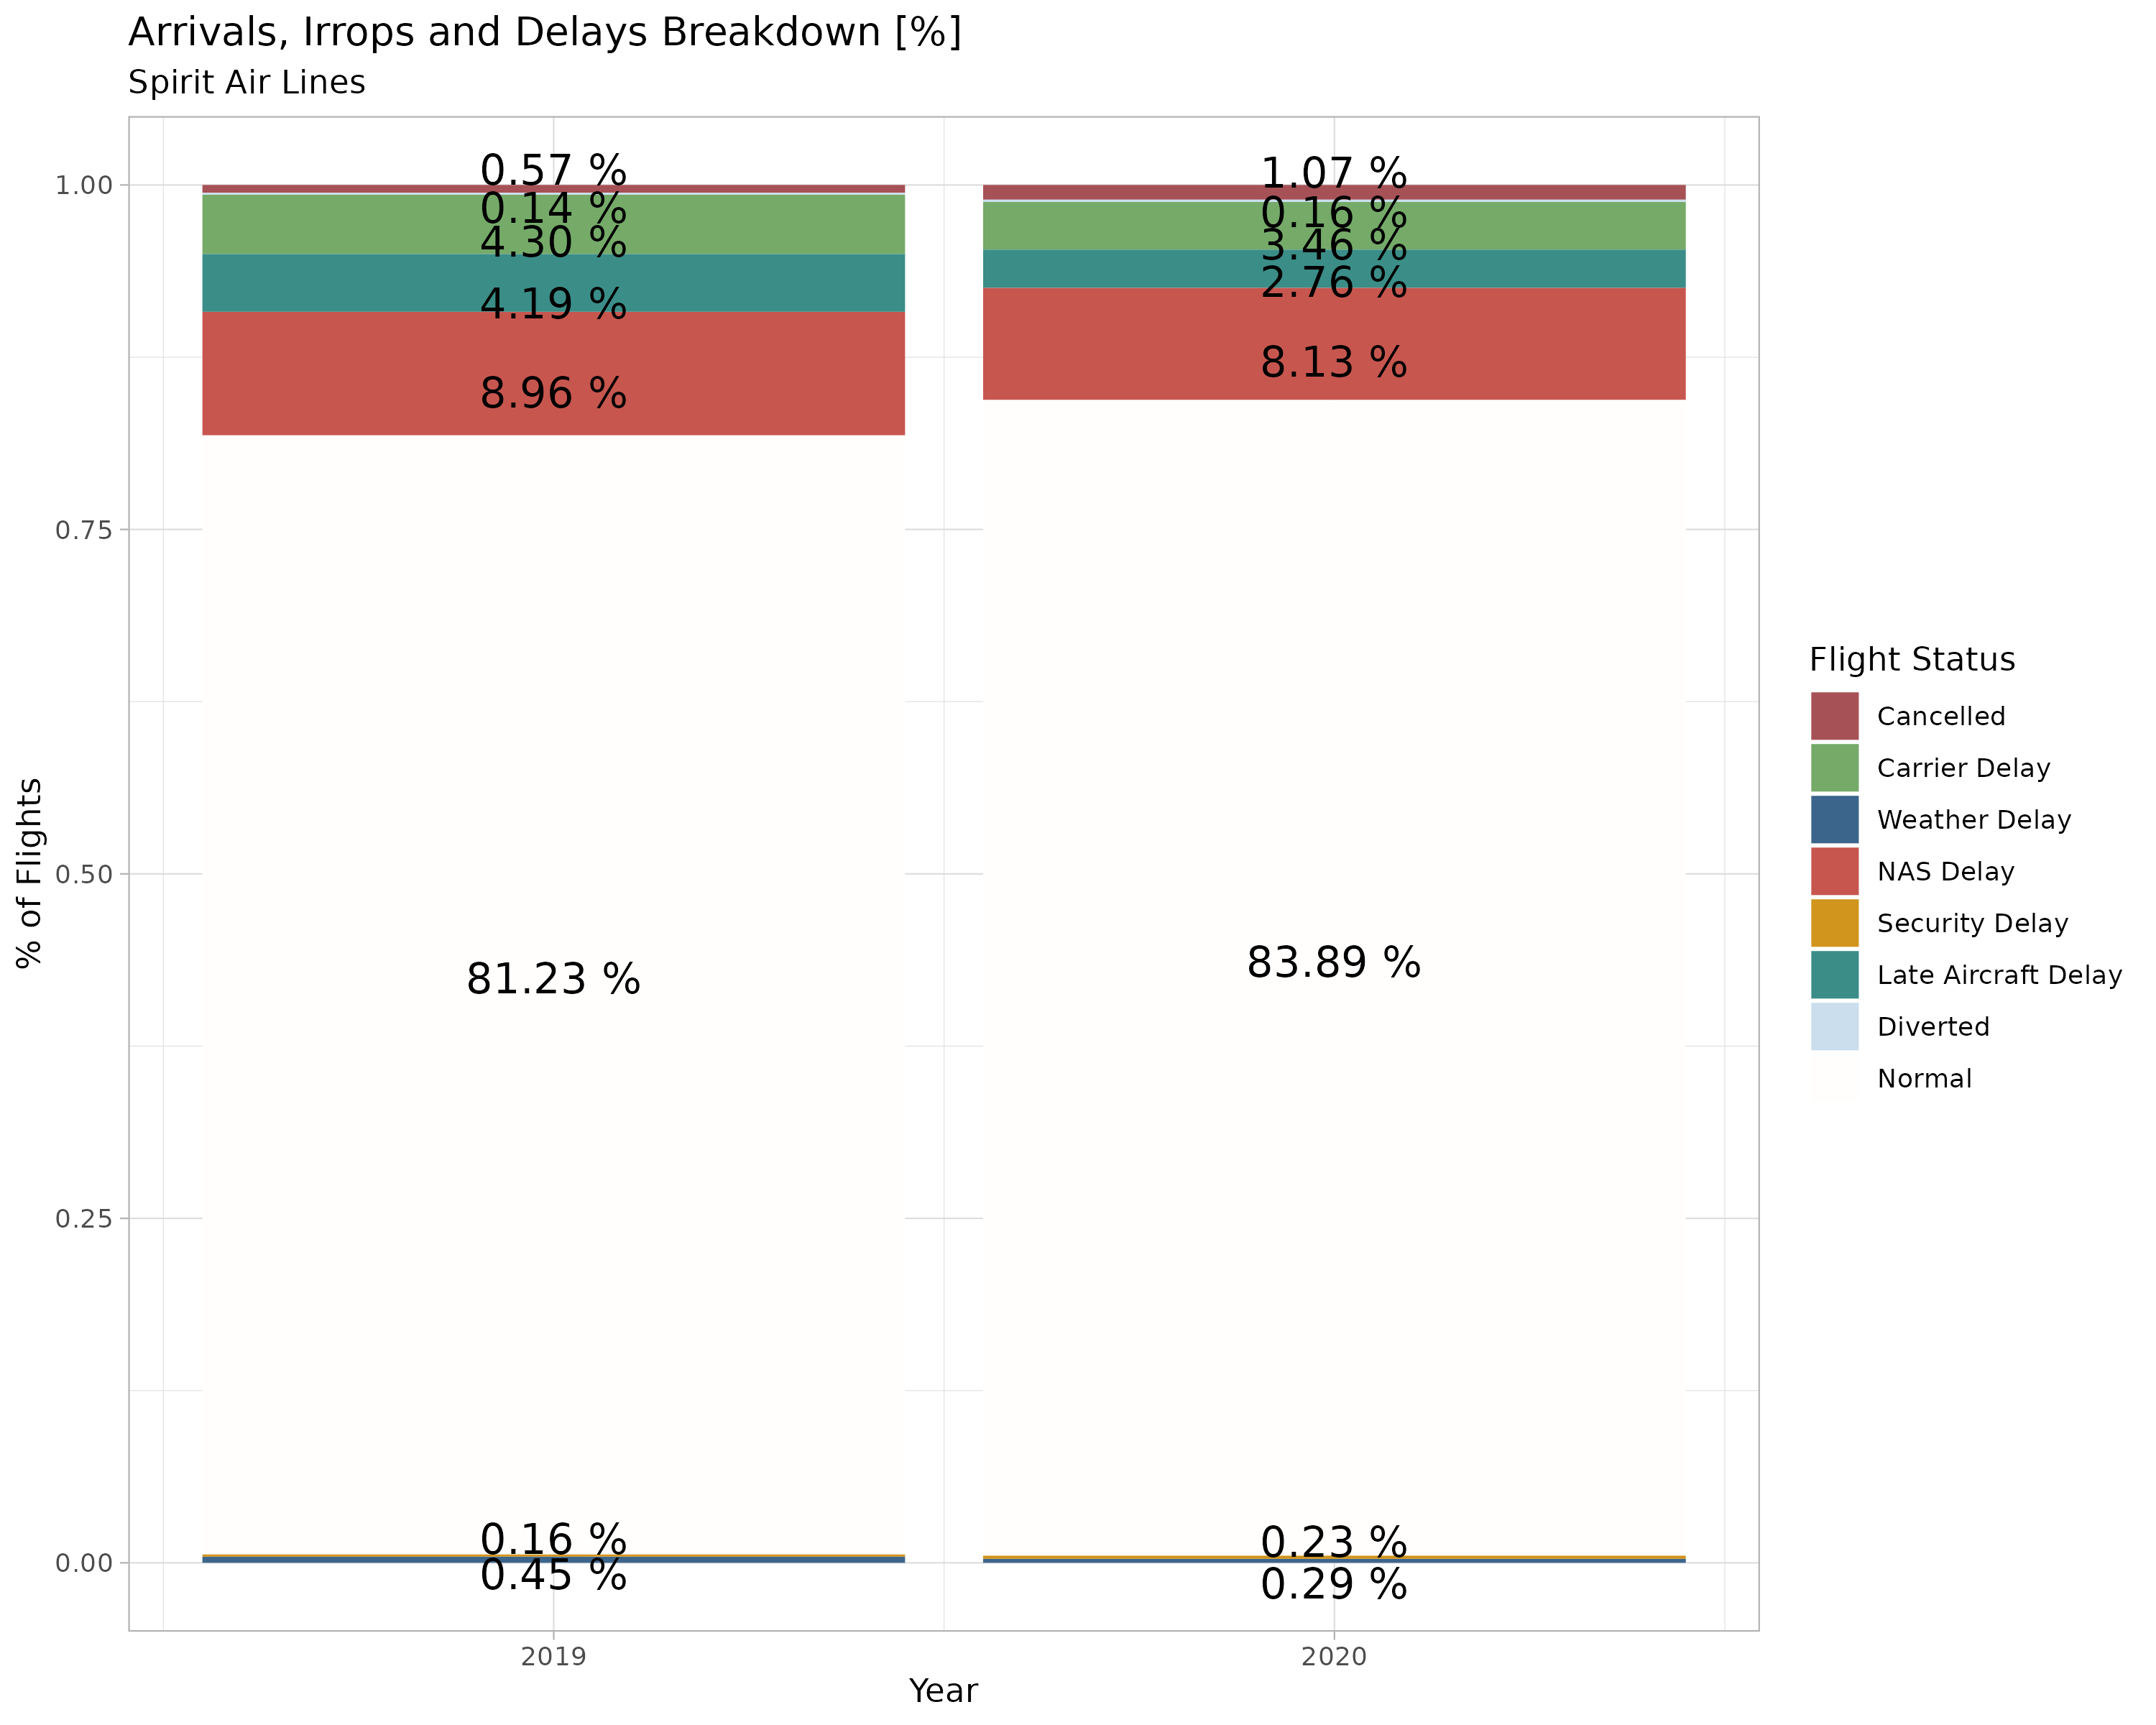 Arrivals, Irrops and Delays Breakdown [%]
Spirit Air Lines
% of Flights
1.00
0.75
0.50
0.25
0.00
0.57 %
0.14 %
4.30 %
4.19 %
8.96 %
81.23 %
0.16 %
0.45 %
1.07 %
0.16 %
3.46 %
2.76 %
8.13 %
83.89 %
0.23 %
0.29 %
2019
2020
Year
Flight Status
Cancelled
Carrier Delay
Weather Delay
NAS Delay
Security Delay
Late Aircraft Delay
Diverted
Normal